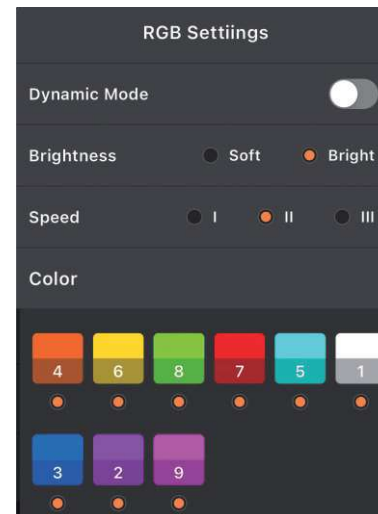 RGB Settiings
Dynamic Mode
Brightness Soft Bright
Speed I II III
Color
4 6 8 7 5 1
3 2 9